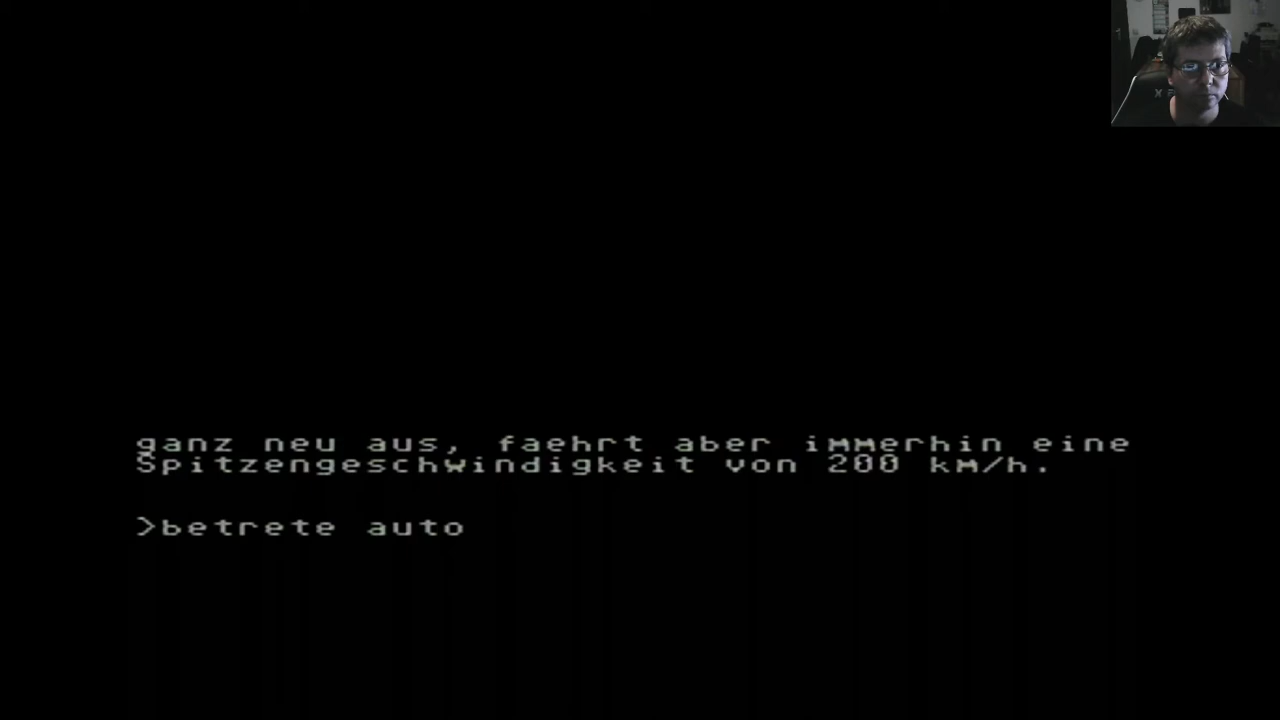 ganz neu aus, faehrt aber immerhin eine
Spitzengeschwindigkeit von 200 km/h.
>betrete auto